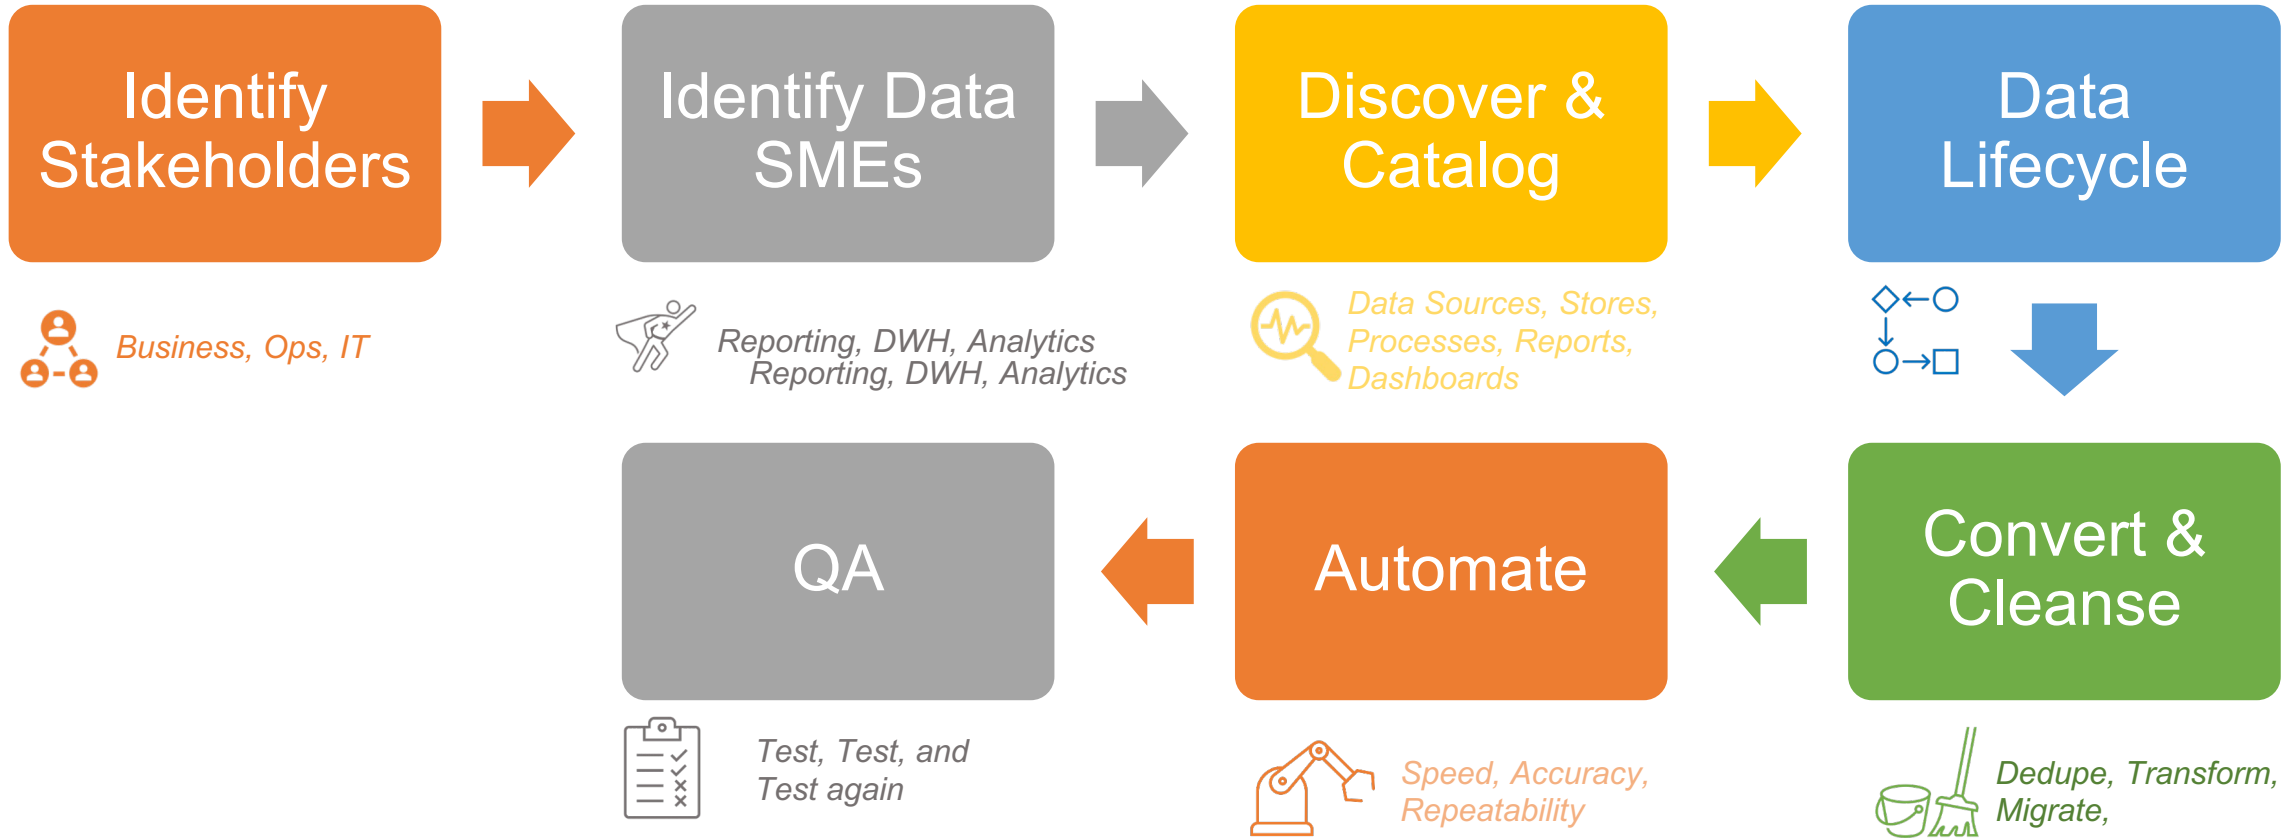 Identify
Stakeholders
Identify Data
SMEs
Discover &
Catalog
Data
Lifecycle
Business, Ops, IT
Reporting, DWH, Analytics
Reporting, DWH, Analytics
Data Sources, Stores,
Processes, Reports,
Dashboards
QA
Automate
Convert &
Cleanse
Test, Test, and
Test again
Speed, Accuracy,
Repeatability
Dedupe, Transform,
Migrate,